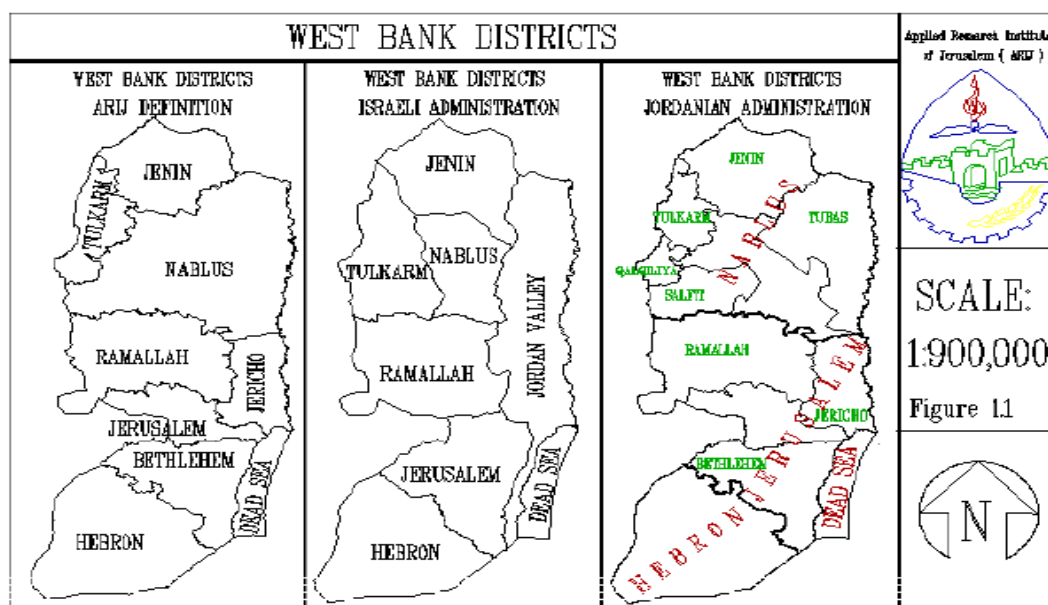 WEST BANK DISTRICTS
WEST BANK DISTRICTS
ARIJ DEFINITION
JENIN
TULKARM
NABLUS
RAMALLAH
JERICHO
JERUSALEM
BETHLEHEM
DEAD SEA
HEBRON
WEST BANK DISTRICTS
ISRAELI ADMINISTRATION
JENIN
NABLUS
TULKARM
JORDAN VALLEY
RAMALLAH
JERUSALEM
DEAD SEA
HEBRON
WEST BANK DISTRICTS
JORDANIAN ADMINISTRATION
JENIN
NABLUS
TULKARM
TUBAS
QALQILIYA
SALFIT
RAMALLAH
JERUSALEM
JERICHO
BETHLEHEM
DEAD SEA
HEBRON
Applied Research Institute
of Jerusalem ( ARIJ )
SCALE:
1:900,000
Figure 1.1
N